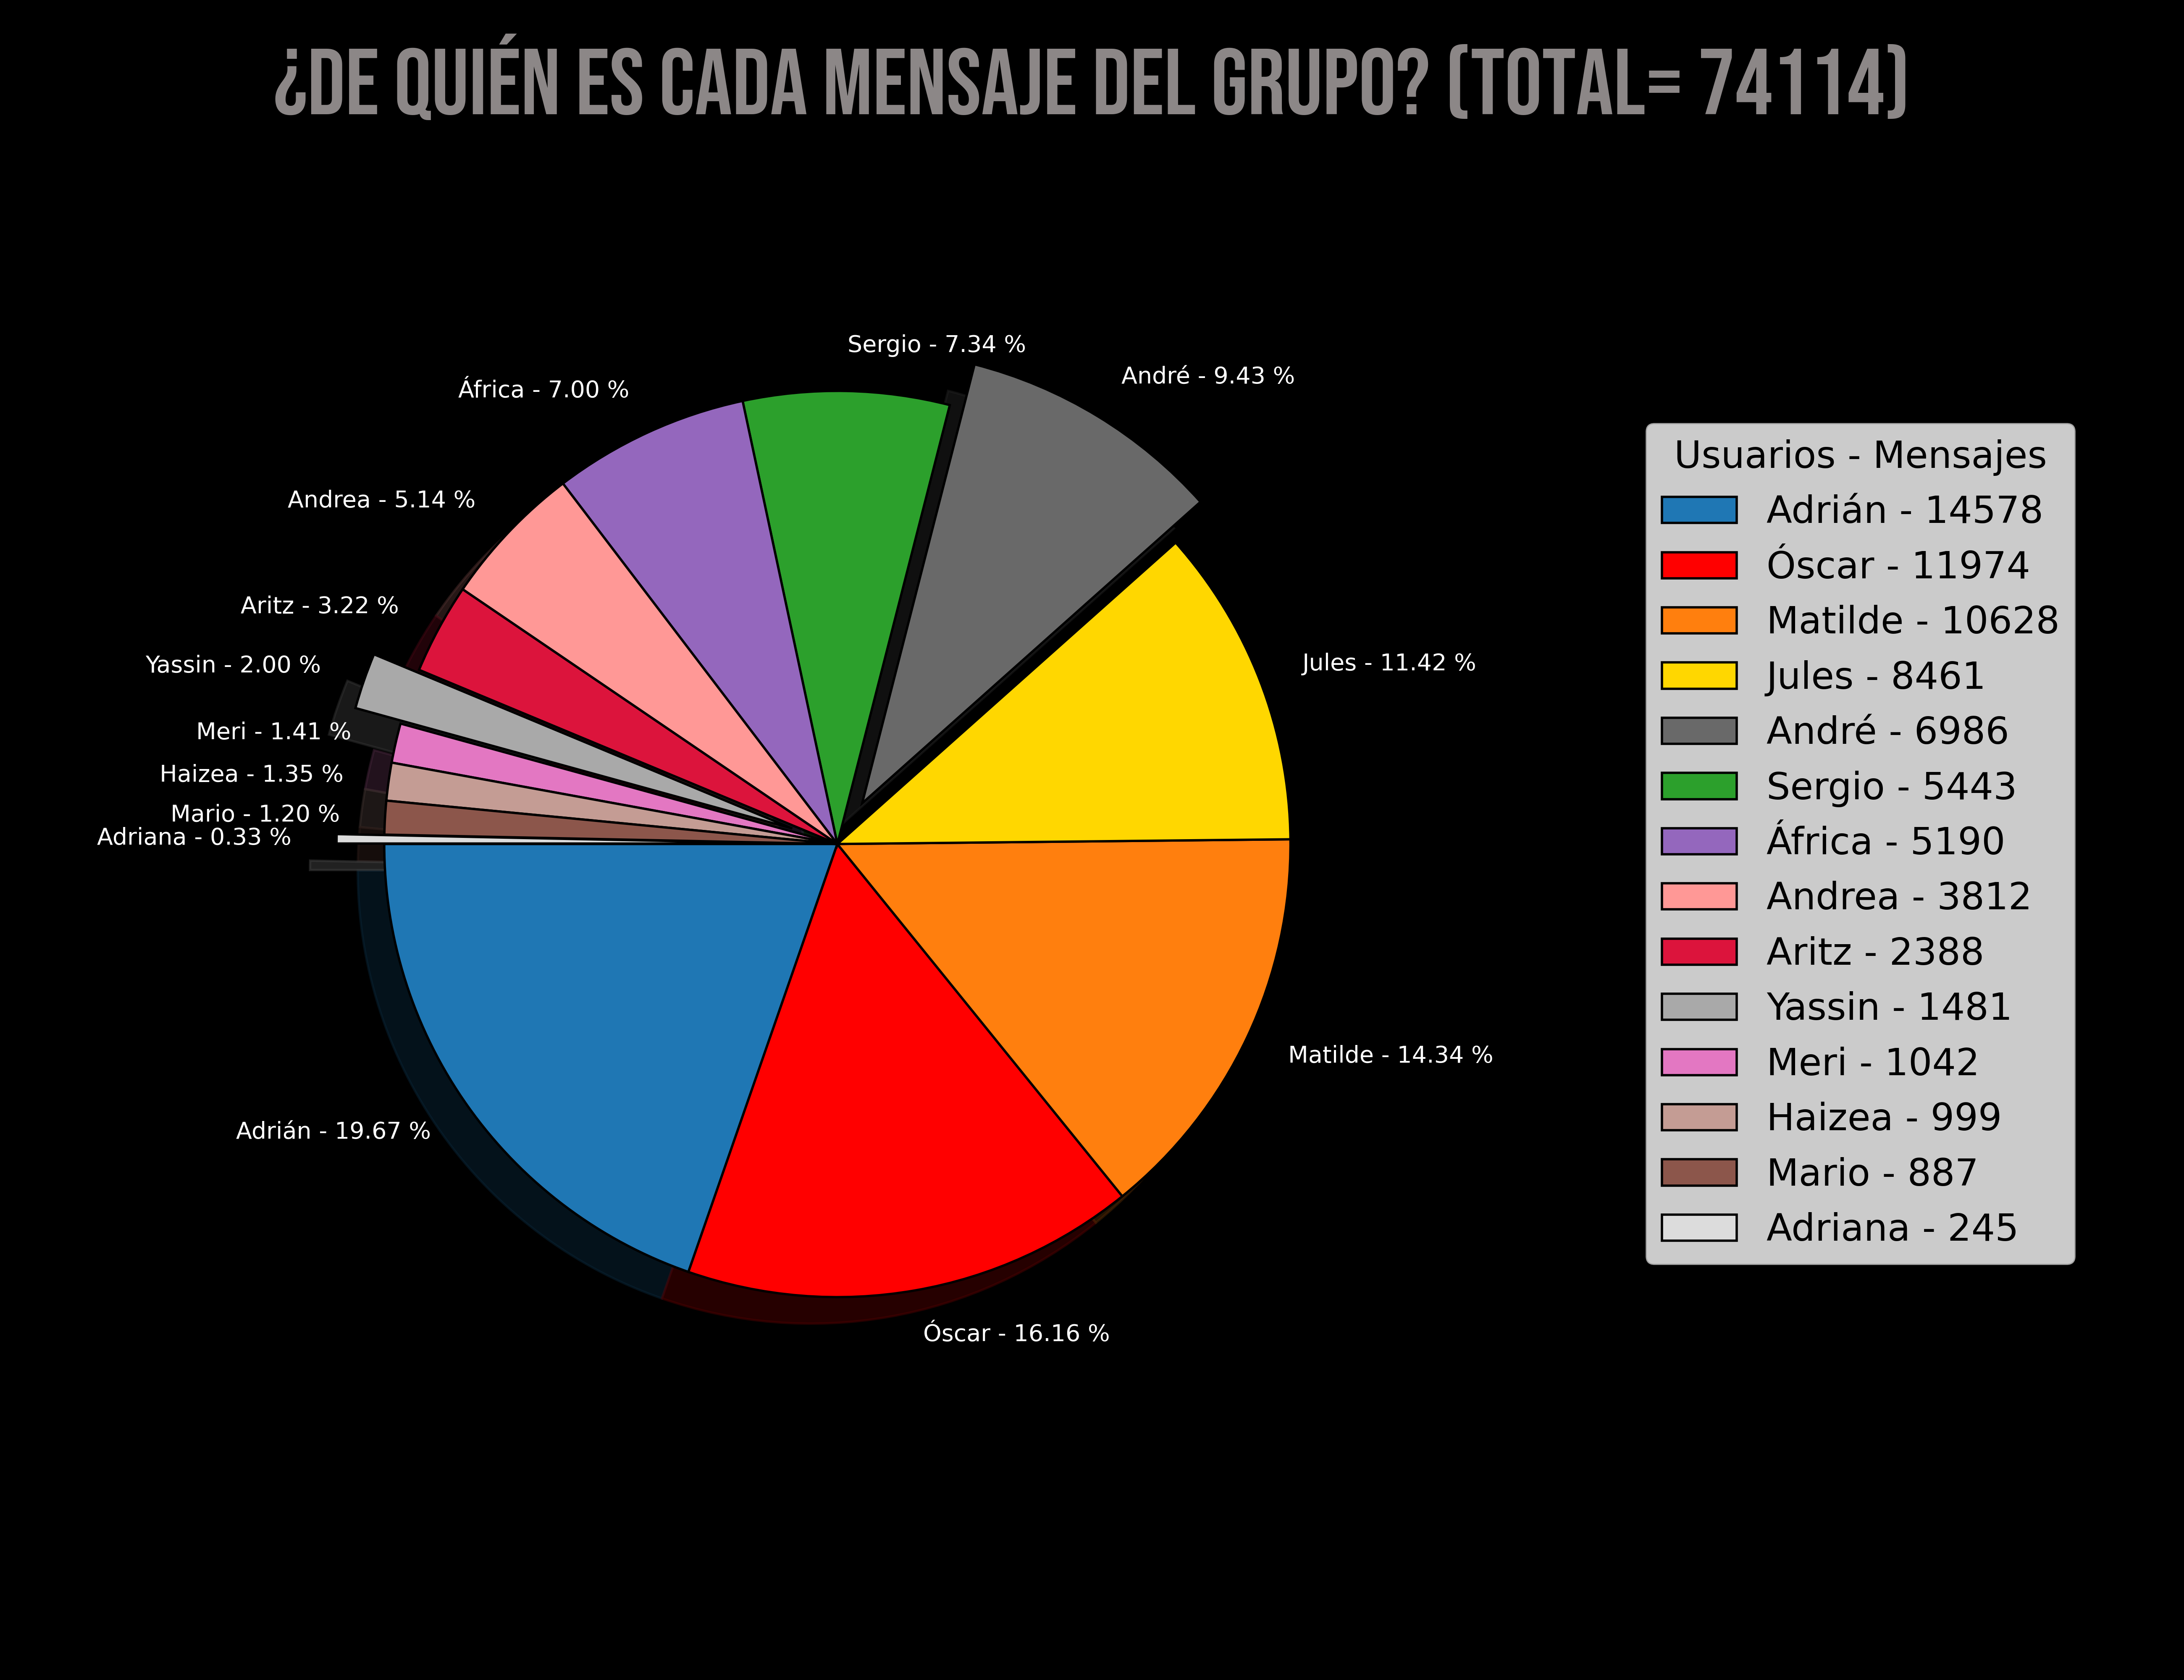 ¿DE QUIÉN ES CADA MENSAJE DEL GRUPO? (TOTAL= 74114)
Sergio - 7.34 %
André - 9.43 %
África - 7.00 %
Andrea - 5.14 %
Aritz - 3.22 %
Yassin - 2.00 %
Jules - 11.42 %
Meri - 1.41 %
Haizea - 1.35 %
Mario - 1.20 %
Adriana - 0.33 %
Matilde - 14.34 %
Adrián - 19.67 %
Óscar - 16.16 %
Usuarios - Mensajes
Adrián - 14578
Óscar - 11974
Matilde - 10628
Jules - 8461
André - 6986
Sergio - 5443
África - 5190
Andrea - 3812
Aritz - 2388
Yassin - 1481
Meri - 1042
Haizea - 999
Mario - 887
Adriana - 245